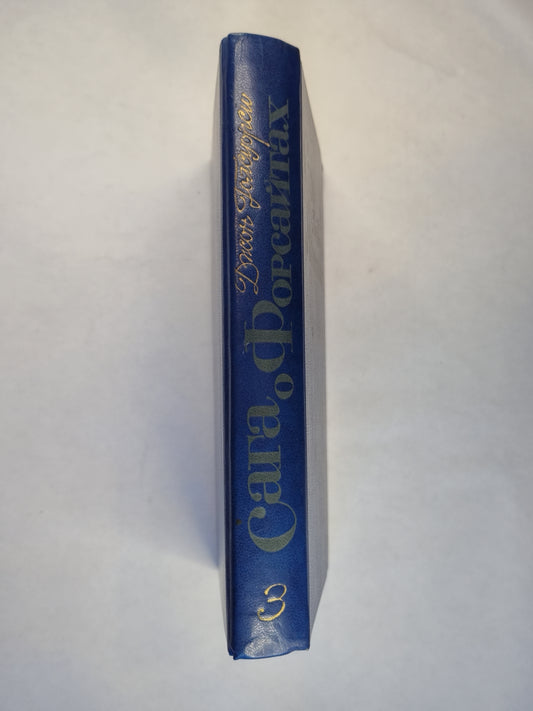 Джон Голсуорси
Сага о Форсайтах
3